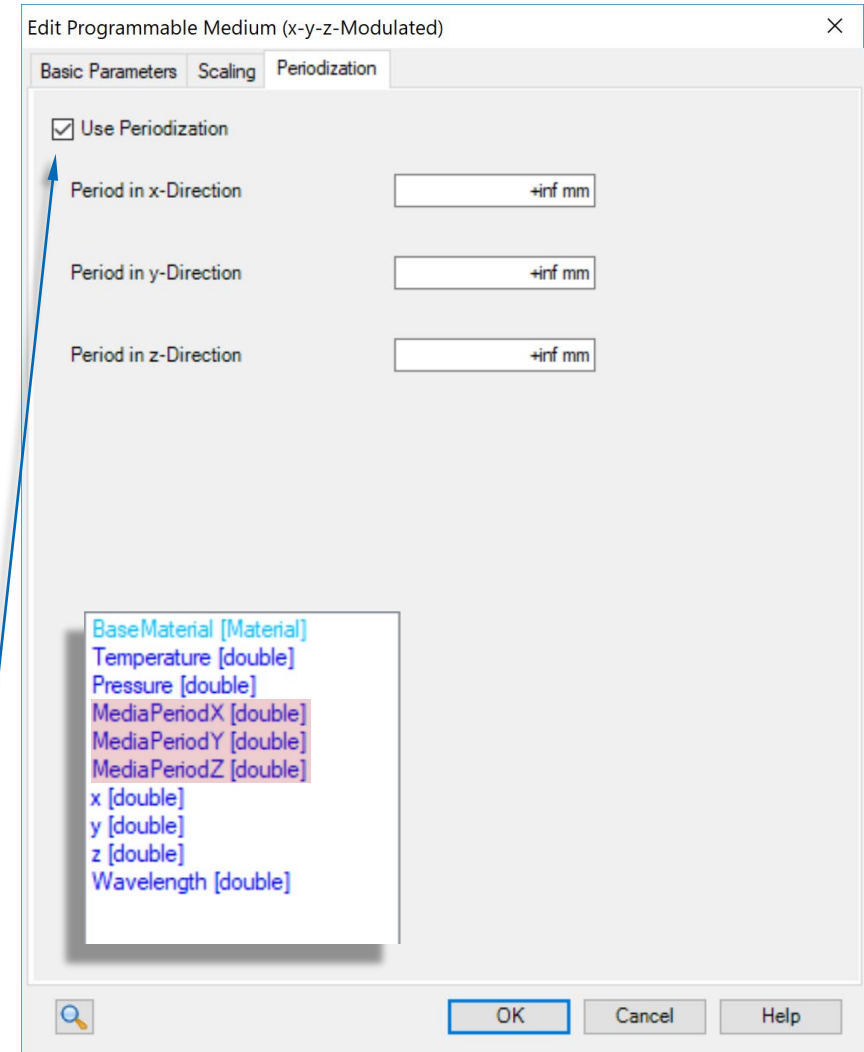 Edit Programmable Medium (x-y-z-Modulated)
Basic Parameters Scaling Periodization
Use Periodization
Period in x-Direction +inf mm
Period in y-Direction +inf mm
Period in z-Direction +inf mm
BaseMaterial [Material]
Temperature [double]
Pressure [double]
MediaPeriodX [double]
MediaPeriodY [double]
MediaPeriodZ [double]
x [double]
y [double]
z [double]
Wavelength [double]
OK Cancel Help